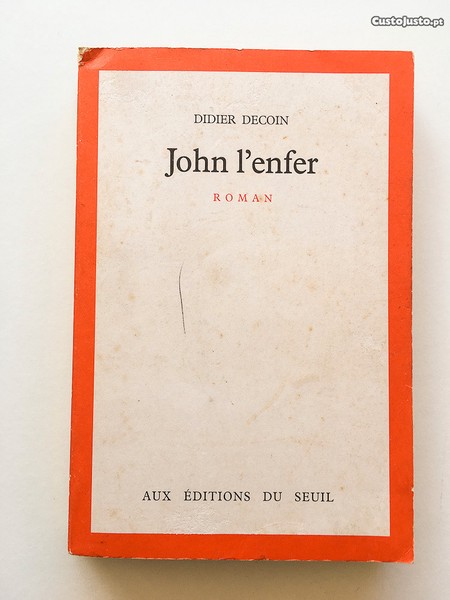 CustoJusto.pt
DIDIER DECOIN
John l'enfer
ROMAN
AUX ÉDITIONS DU SEUIL